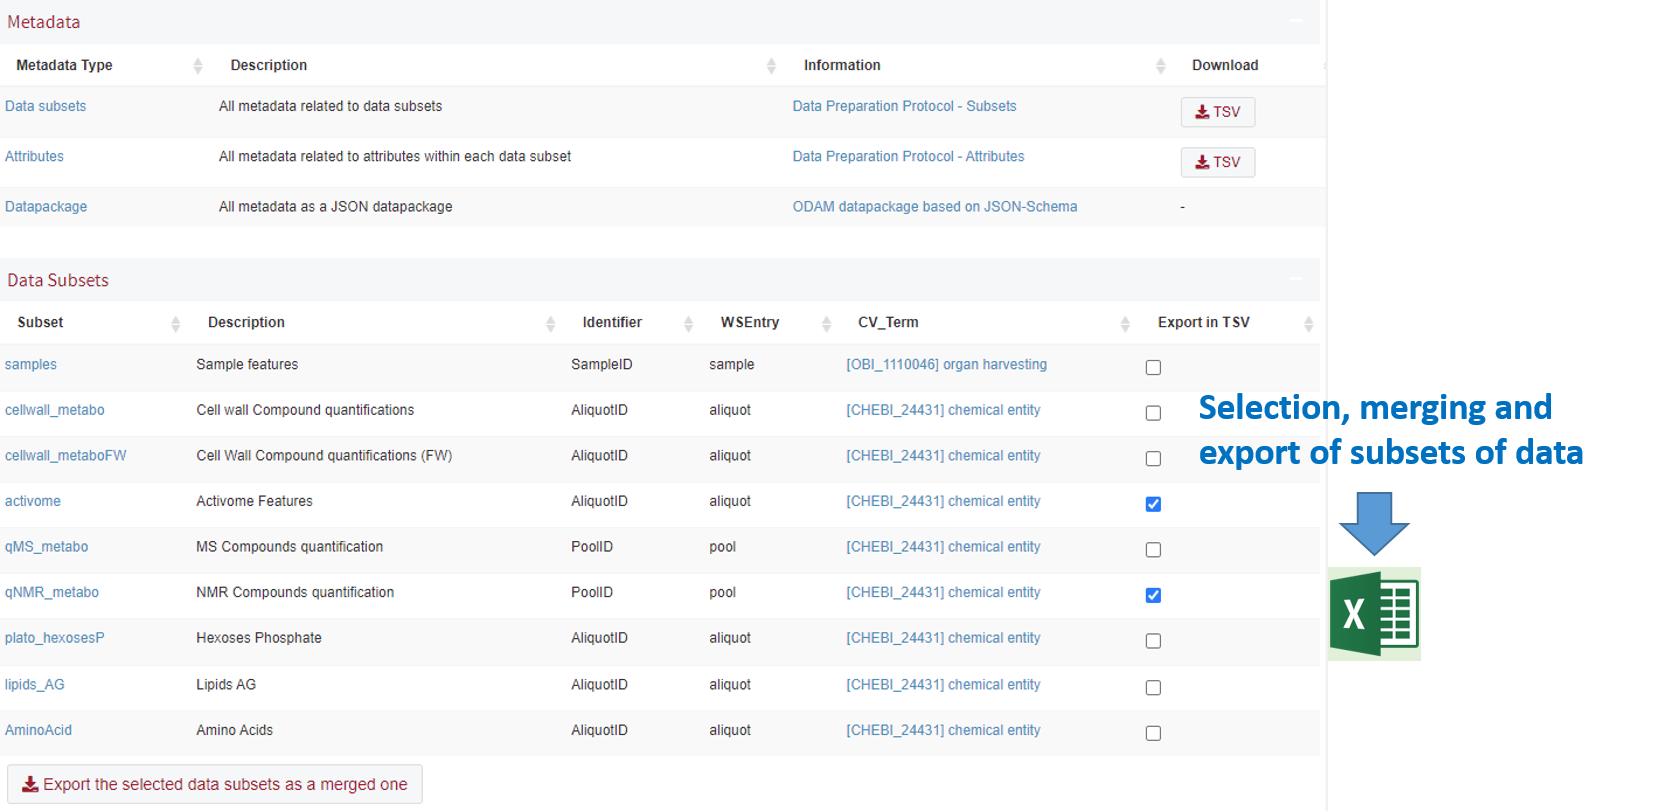 Metadata
Metadata Type Description Information Download
Data subsets All metadata related to data subsets Data Preparation Protocol - Subsets TSV
Attributes All metadata related to attributes within each data subset Data Preparation Protocol - Attributes TSV
Datapackage All metadata as a JSON datapackage ODAM datapackage based on JSON-Schema -
Data Subsets
Subset Description Identifier WSEntry CV_Term Export in TSV
samples Sample features SampleID sample [OBI_1110046] organ harvesting
cellwall_metabo Cell wall Compound quantifications AliquotID aliquot [CHEBI_24431] chemical entity
cellwall_metaboFW Cell Wall Compound quantifications (FW) AliquotID aliquot [CHEBI_24431] chemical entity
activome Activome Features AliquotID aliquot [CHEBI_24431] chemical entity
qMS_metabo MS Compounds quantification PoolID pool [CHEBI_24431] chemical entity
qNMR_metabo NMR Compounds quantification PoolID pool [CHEBI_24431] chemical entity
plato_hexosesP Hexoses Phosphate AliquotID aliquot [CHEBI_24431] chemical entity
lipids_AG Lipids AG AliquotID aliquot [CHEBI_24431] chemical entity
AminoAcid Amino Acids AliquotID aliquot [CHEBI_24431] chemical entity
Export the selected data subsets as a merged one
Selection, merging and
export of subsets of data
X